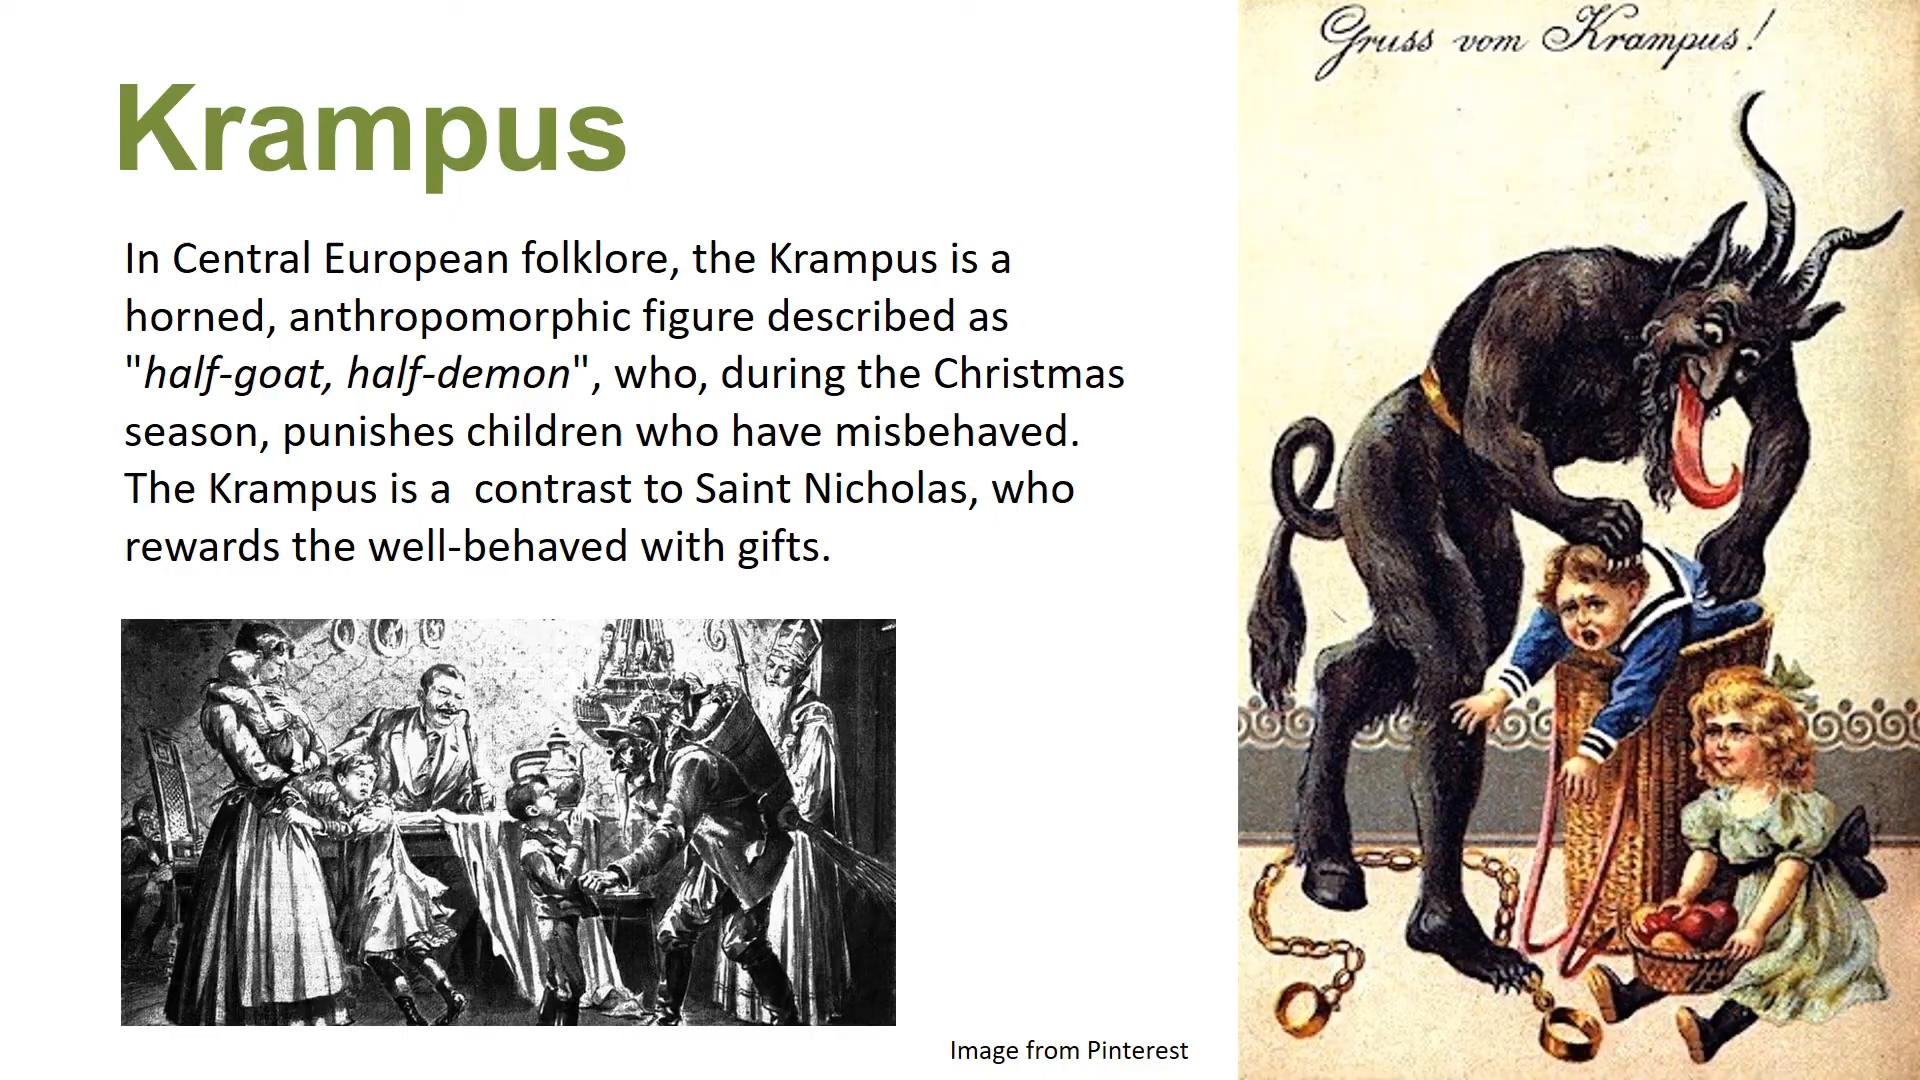 Krampus
In Central European folklore, the Krampus is a
horned, anthropomorphic figure described as
"half-goat, half-demon", who, during the Christmas
season, punishes children who have misbehaved.
The Krampus is a  contrast to Saint Nicholas, who
rewards the well-behaved with gifts.
Image from Pinterest
Gruss vom Krampus!